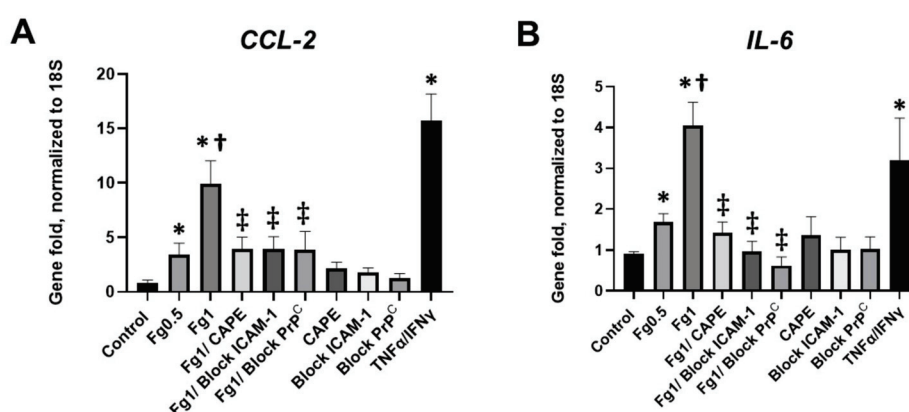 A
CCL-2
Gene fold, normalized to 18S
20
15
10
5
0
*
* †
‡
‡
‡
*
Control
Fg0.5
Fg1
Fg1/ CAPE
Fg1/ Block ICAM-1
Fg1/ Block PrPᶜ
CAPE
Block ICAM-1
Block PrPᶜ
TNFα/IFNγ
B
IL-6
Gene fold, normalized to 18S
5
4
3
2
1
0
*
* †
‡
‡
‡
*
Control
Fg0.5
Fg1
Fg1/ CAPE
Fg1/ Block ICAM-1
Fg1/ Block PrPᶜ
CAPE
Block ICAM-1
Block PrPᶜ
TNFα/IFNγ